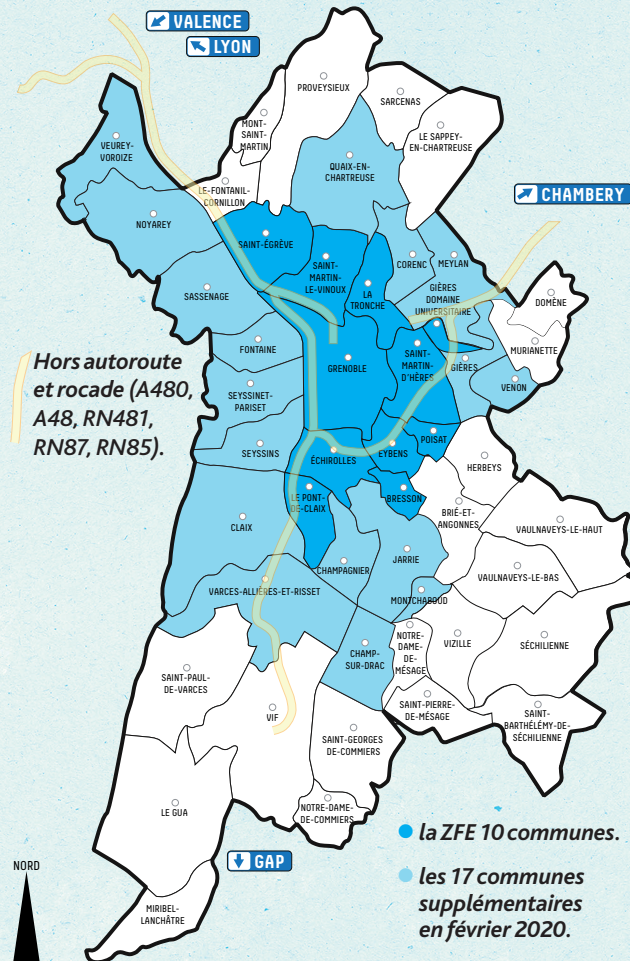 VALENCE
LYON
PROVEYSIEUX
SARCENAS
MONT-
SAINT-
MARTIN
LE SAPPEY-
EN-CHARTREUSE
VEUREY-
VOROIZE
QUAIX-EN-
CHARTREUSE
LE-FONTANIL-
CORNILLON
CHAMBERY
NOYAREY
SAINT-ÉGRÈVE
SAINT-
MARTIN-
LE-VINOUX
CORENC
MEYLAN
SASSENAGE
LA
TRONCHE
GIÈRES
DOMAINE
UNIVERSITAIRE
DOMÈNE
MURIANETTE
FONTAINE
GRENOBLE
SAINT-
MARTIN-
D'HÈRES
GIÈRES
VENON
Hors autoroute
et rocade (A480,
A48, RN481,
RN87, RN85).
SEYSSINET-
PARISET
SEYSSINS
ÉCHIROLLES
EYBENS
POISAT
HERBEYS
LE PONT-
DE-CLAIX
BRESSON
BRIÉ-ET-
ANGONNES
CLAIX
VAULNAVEYS-LE-HAUT
CHAMPAGNIER
JARRIE
VAULNAVEYS-LE-BAS
VARCES-ALLIÈRES-ET-RISSET
MONTCHABOUD
CHAMP-
SUR-DRAC
NOTRE-
DAME-
DE-
MÉSAGE
VIZILLE
SÉCHILIENNE
SAINT-PAUL-
DE-VARCES
VIF
SAINT-PIERRE-
DE-MÉSAGE
SAINT-
BARTHÉLÉMY-DE-
SÉCHILIENNE
SAINT-GEORGES
DE-COMMIERS
LE GUA
NOTRE-DAME-
DE-COMMIERS
la ZFE 10 communes.
GAP
les 17 communes
supplémentaires
en février 2020.
NORD
MIRIBEL-
LANCHÂTRE